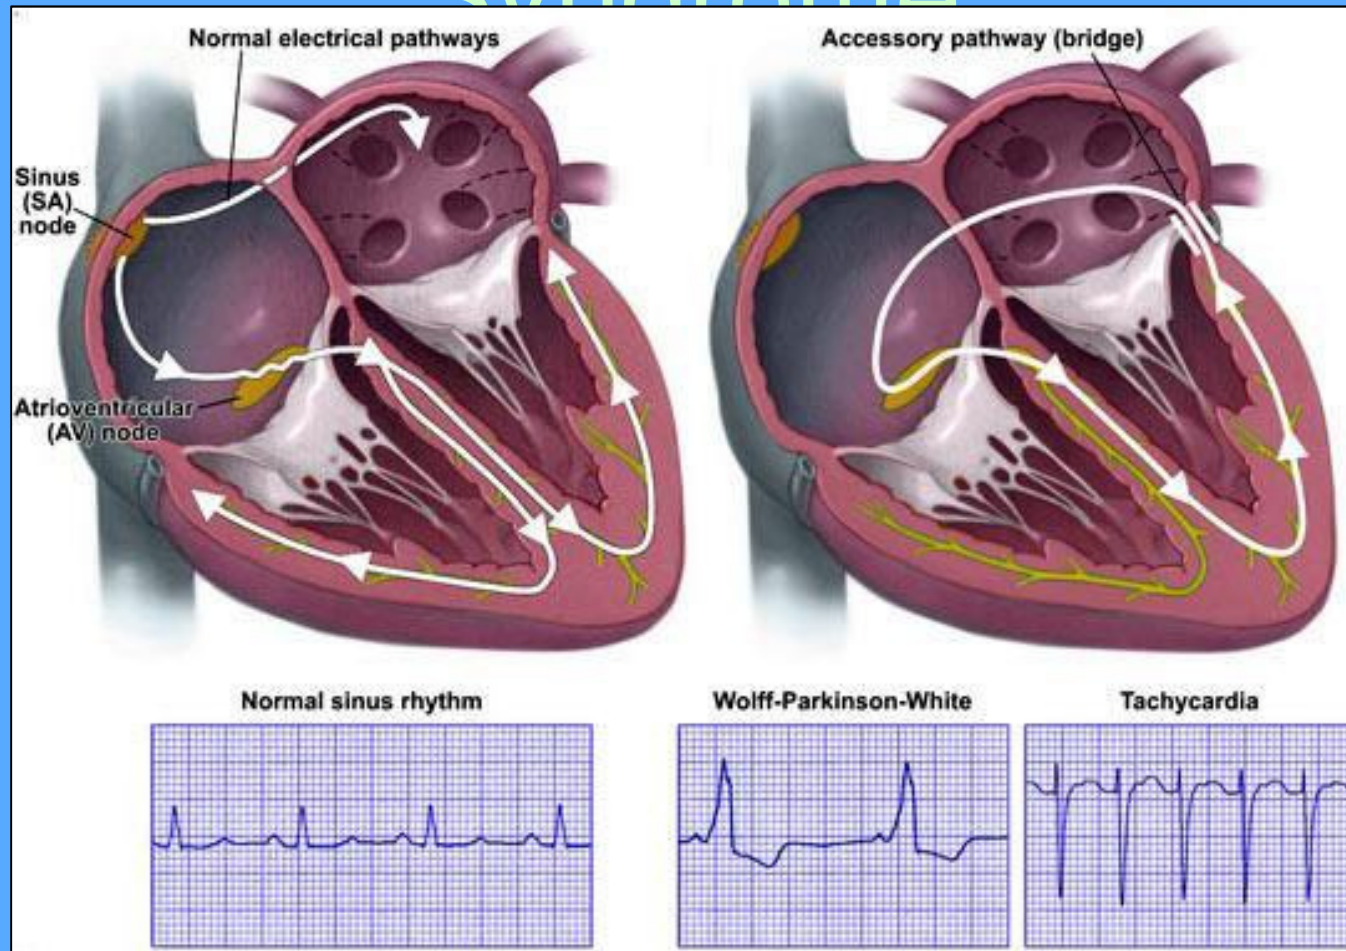 syndrome
Normal electrical pathways
Accessory pathway (bridge)
Sinus
(SA)
node
Atrioventricular
(AV) node
Normal sinus rhythm
Wolff-Parkinson-White
Tachycardia